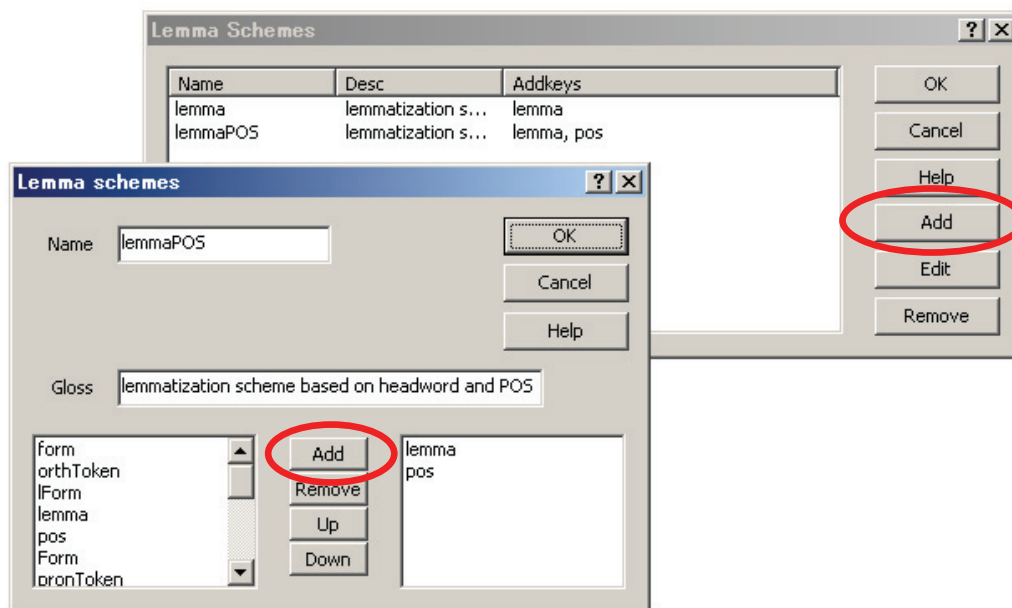 Lemma Schemes
Name Desc Addkeys
lemma lemmatization s... lemma
lemmaPOS lemmatization s... lemma, pos
OK
Cancel
Help
Add
Edit
Remove
Lemma schemes
Name lemmaPOS
OK
Cancel
Help
Gloss lemmatization scheme based on headword and POS
form
orthToken
lForm
lemma
pos
Form
pronToken
Add
Remove
Up
Down
lemma
pos